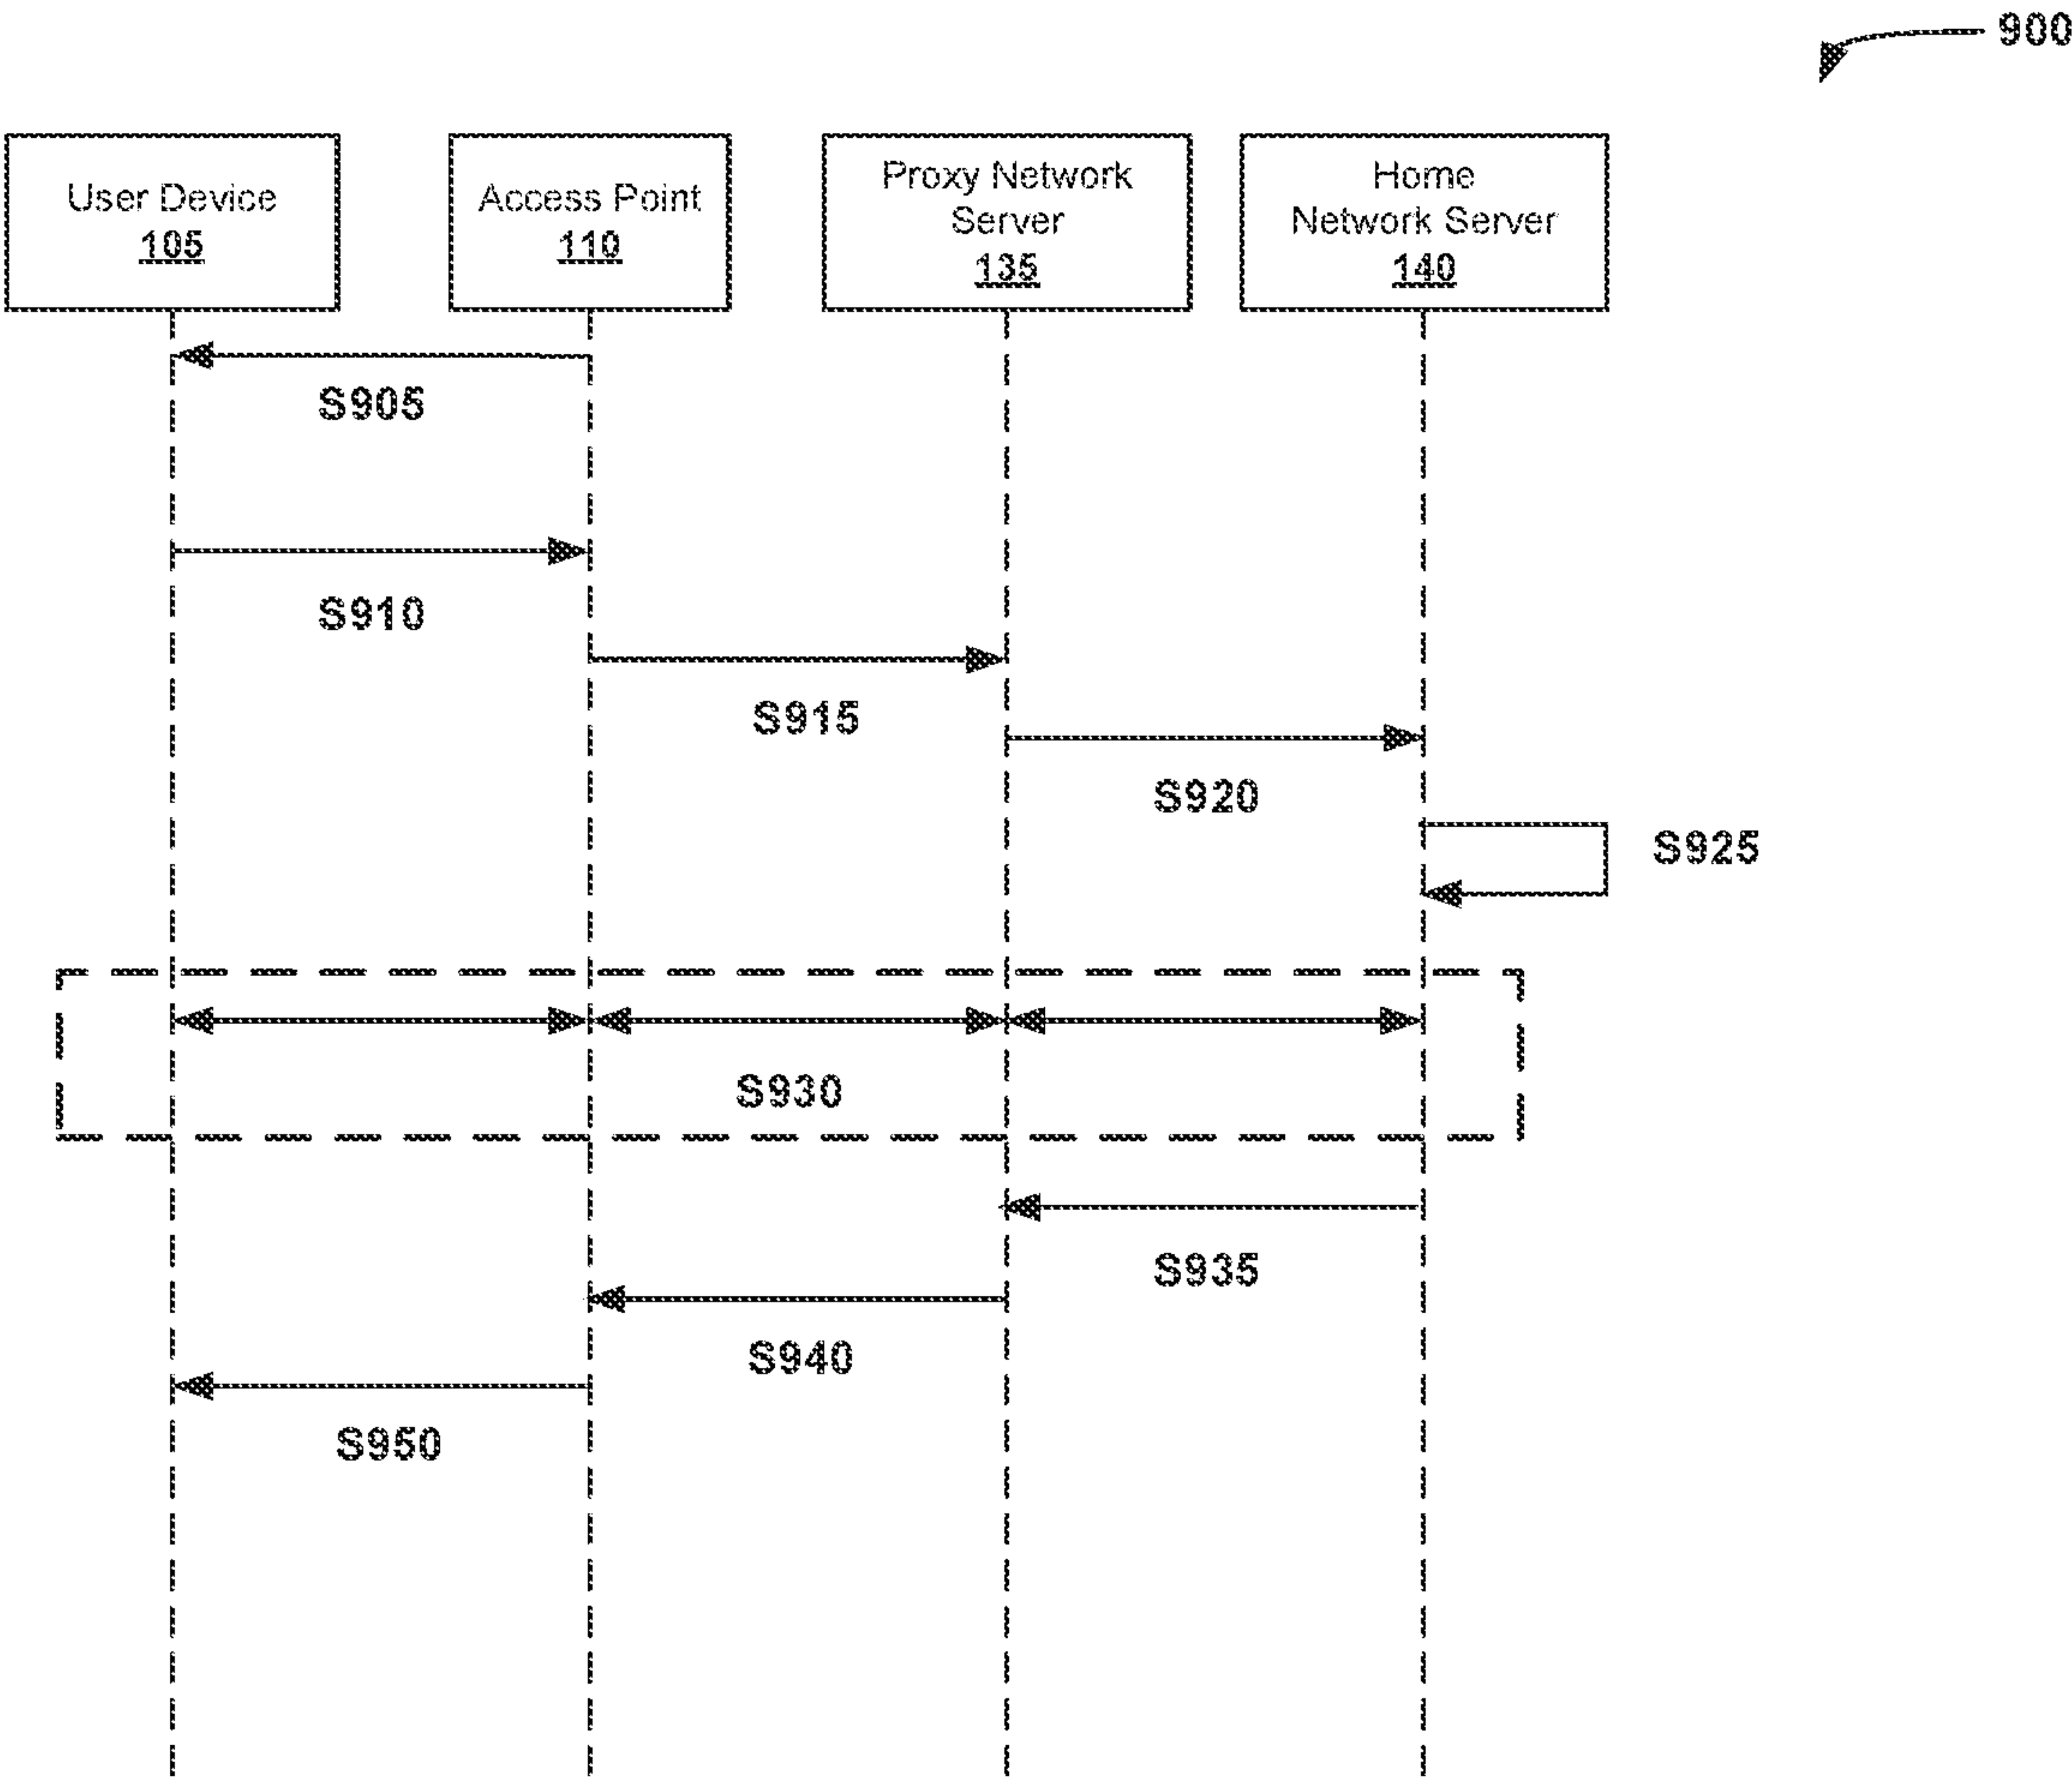 900
User Device
105
Access Point
110
Proxy Network
Server
135
Home
Network Server
140
S905
S910
S915
S920
S925
S930
S935
S940
S950